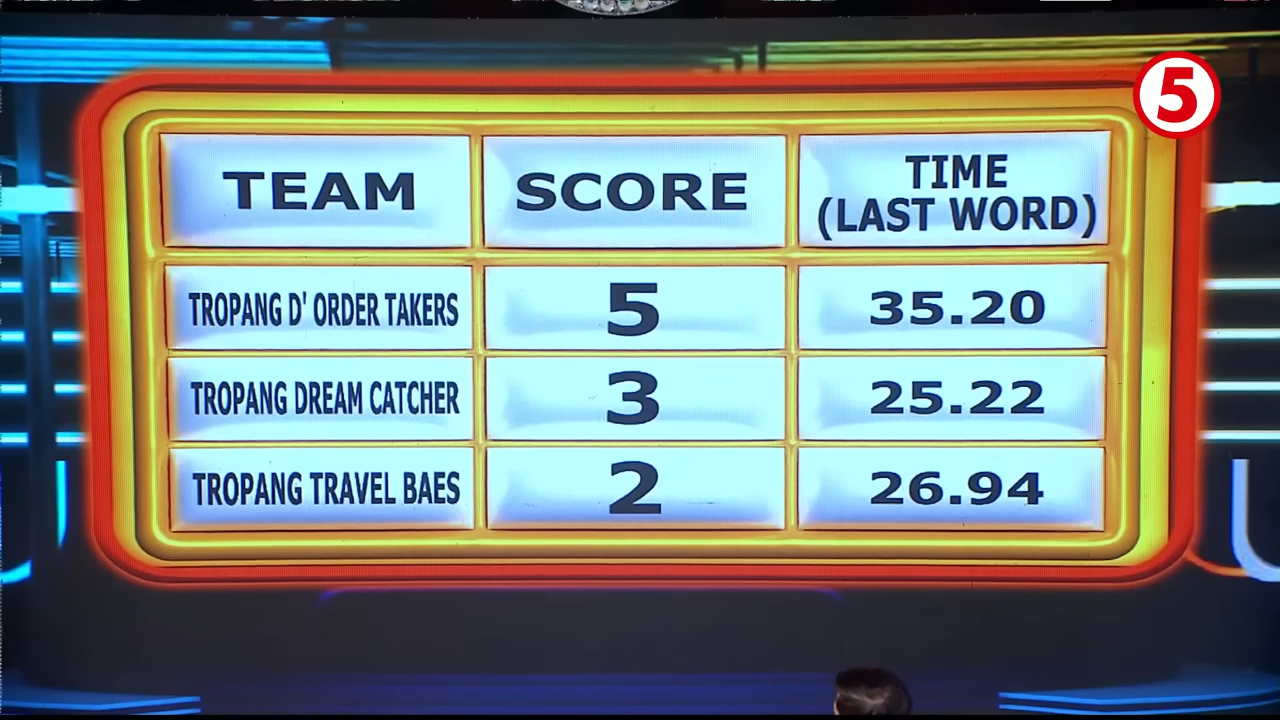 5
TEAM SCORE TIME (LAST WORD)
TROPANG D' ORDER TAKERS 5 35.20
TROPANG DREAM CATCHER 3 25.22
TROPANG TRAVEL BAES 2 26.94